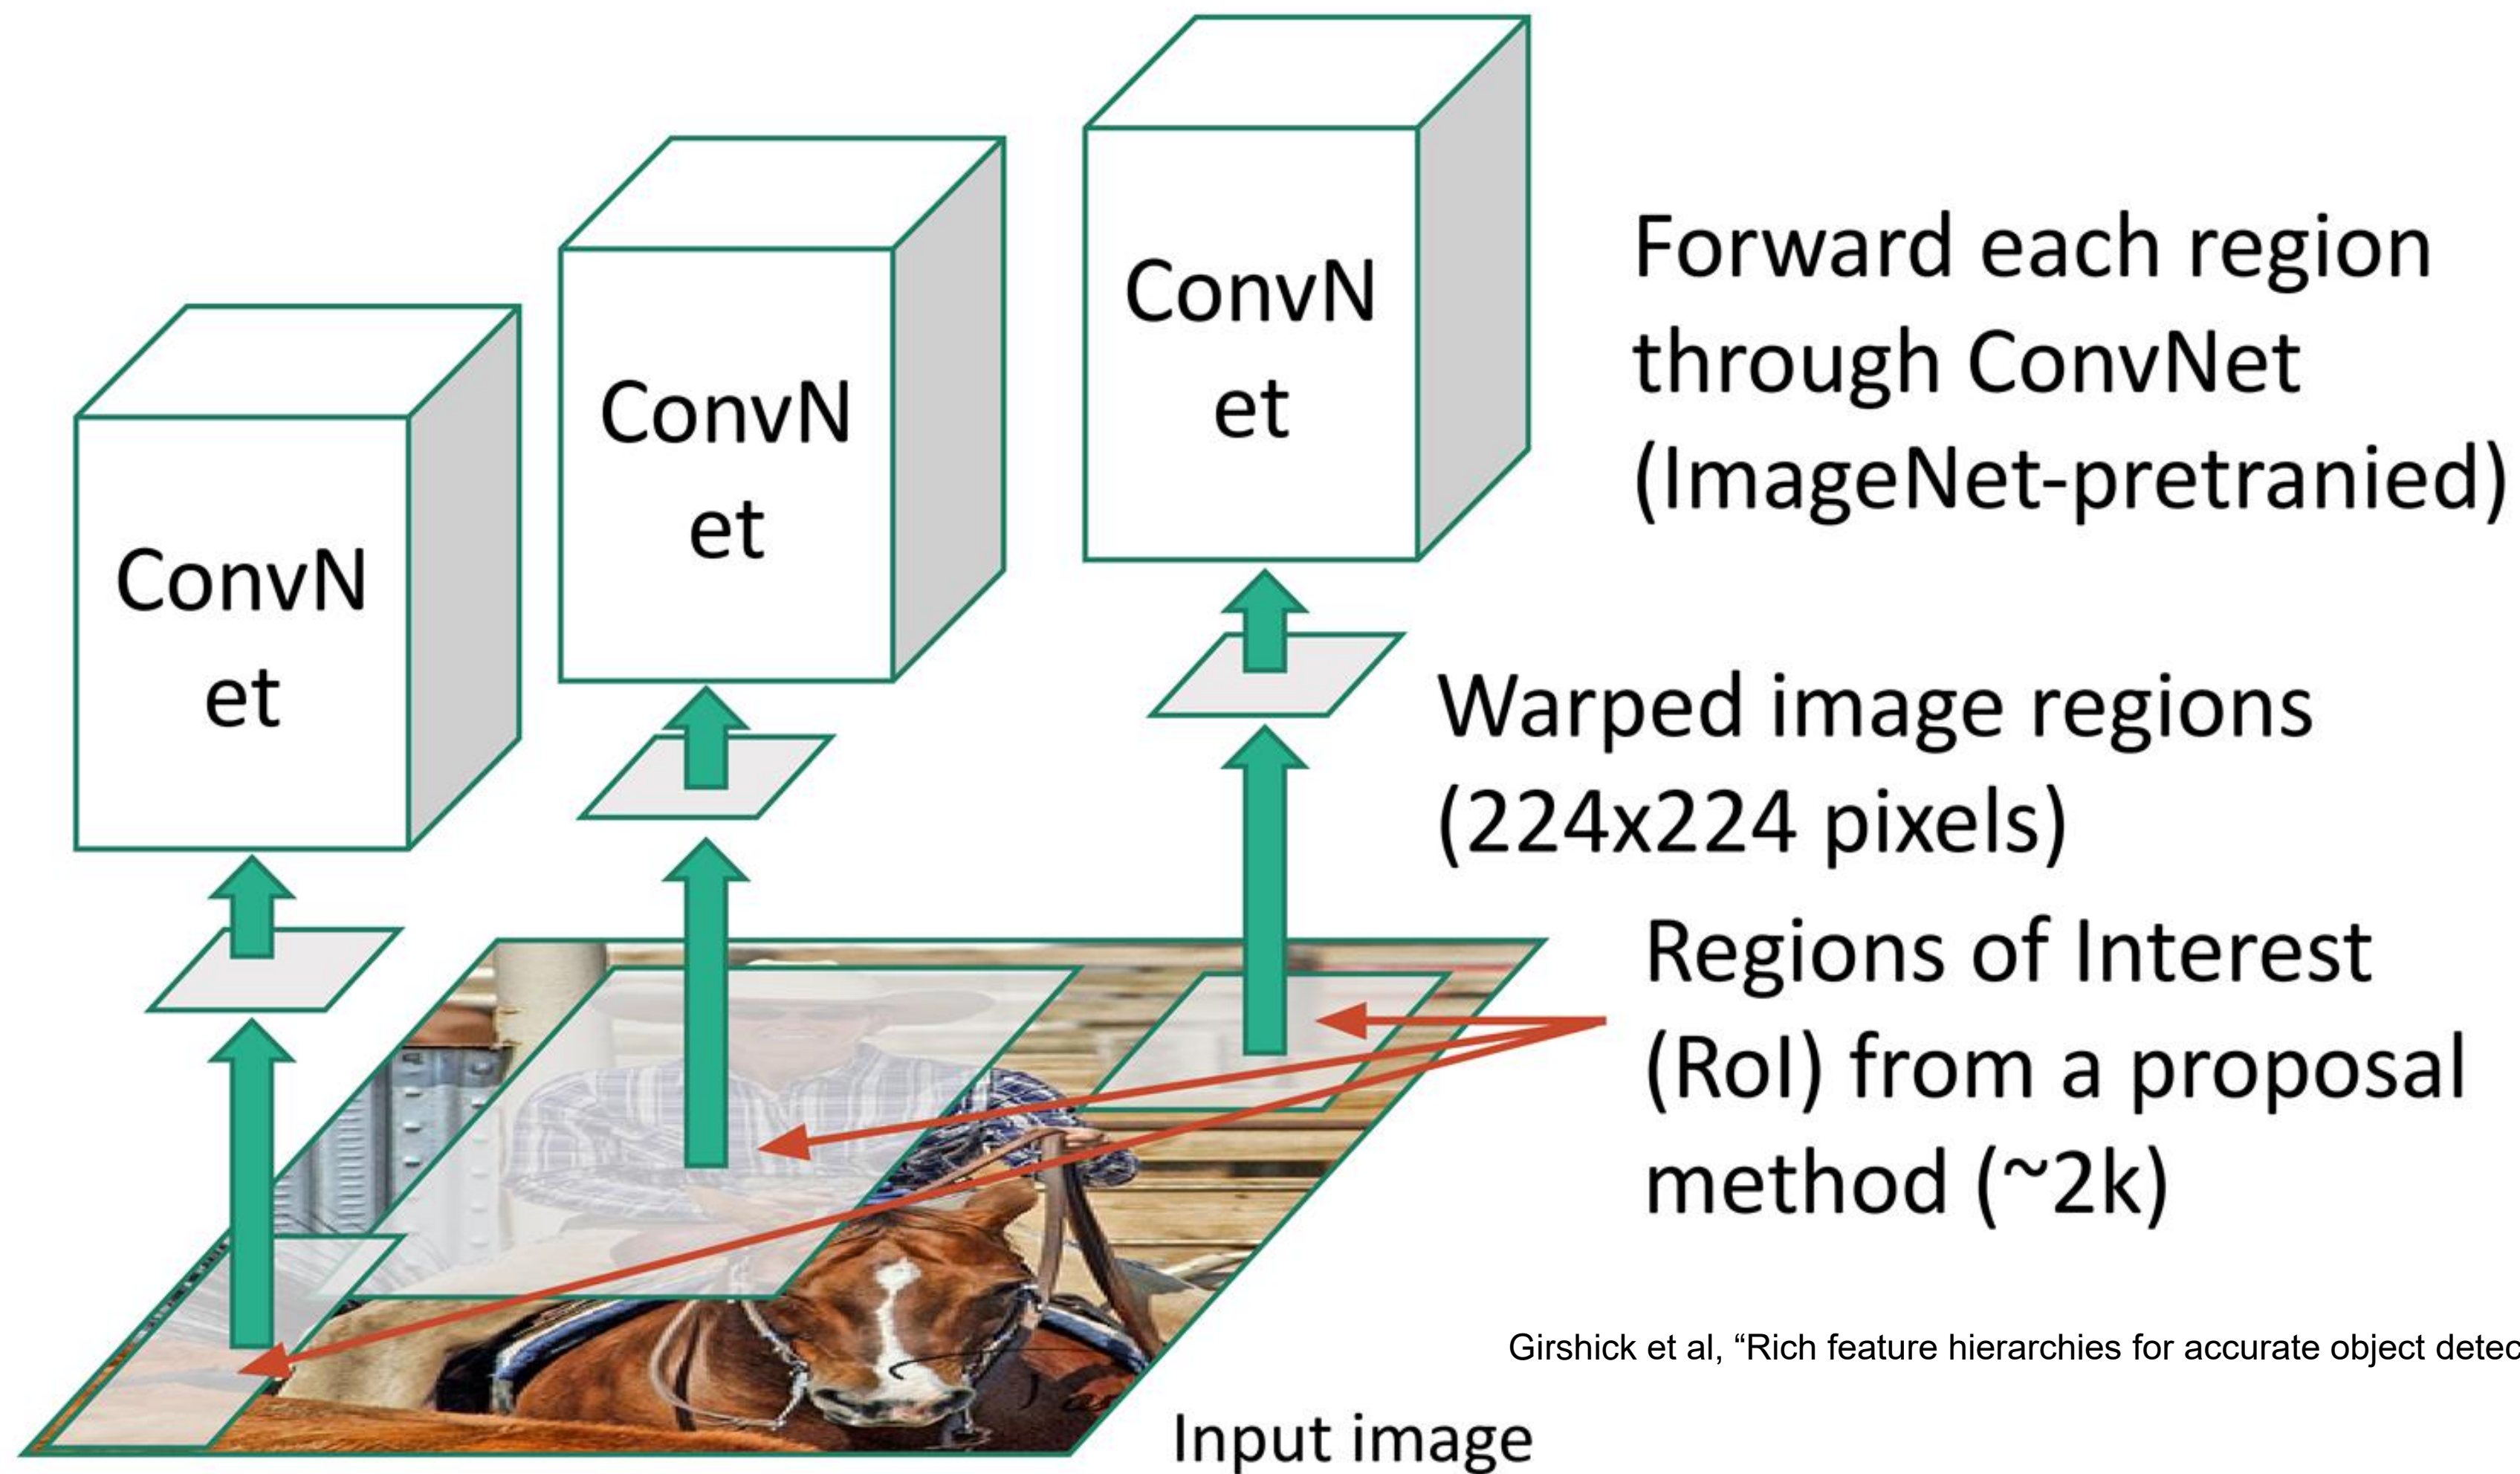 ConvN
et
ConvN
et
ConvN
et
Forward each region
through ConvNet
(ImageNet-pretranied)
Warped image regions
(224x224 pixels)
Regions of Interest
(RoI) from a proposal
method (~2k)
Girshick et al, “Rich feature hierarchies for accurate object detec
Input image